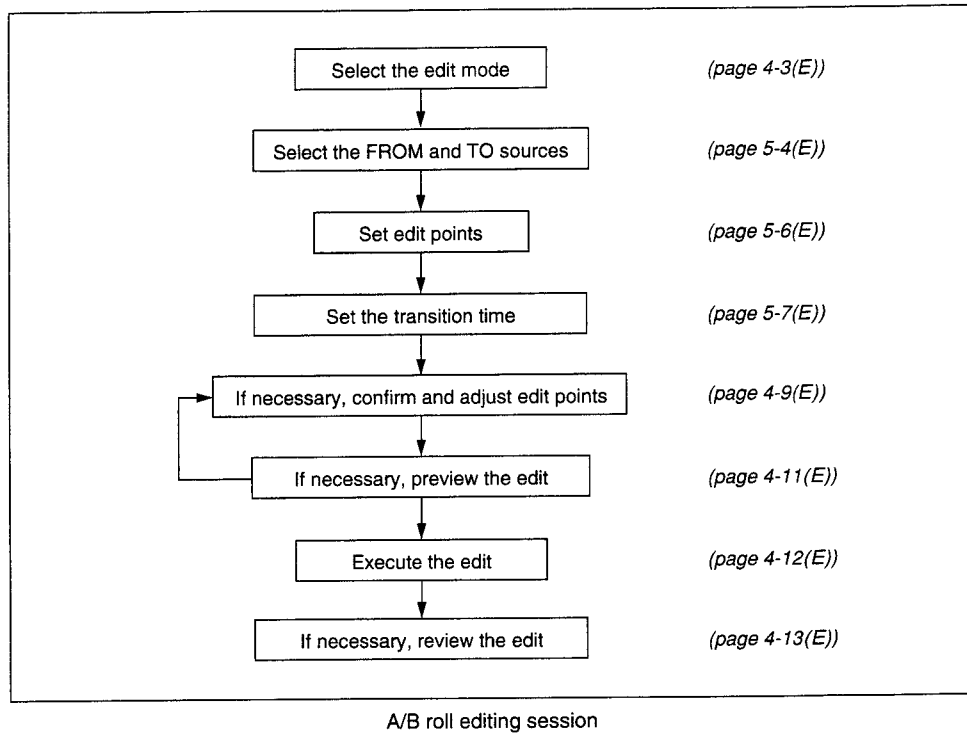 Select the edit mode (page 4-3(E))
Select the FROM and TO sources (page 5-4(E))
Set edit points (page 5-6(E))
Set the transition time (page 5-7(E))
If necessary, confirm and adjust edit points (page 4-9(E))
If necessary, preview the edit (page 4-11(E))
Execute the edit (page 4-12(E))
If necessary, review the edit (page 4-13(E))
A/B roll editing session